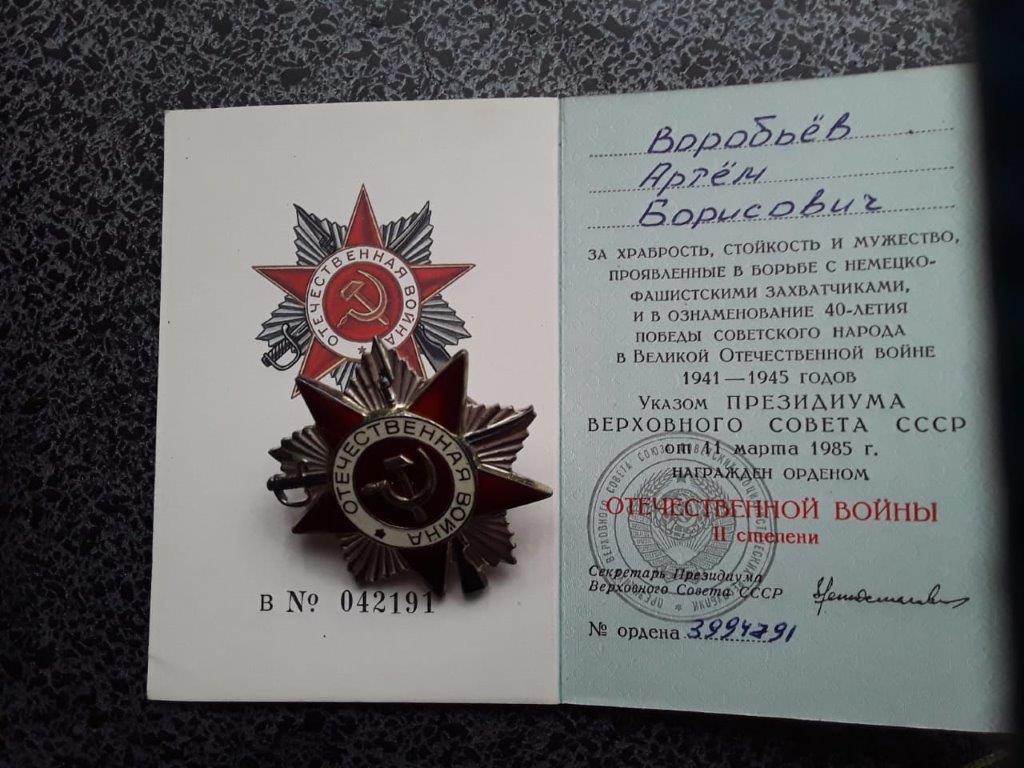 ОТЕЧЕСТВЕННАЯ ВОЙНА
ОТЕЧЕСТВЕННАЯ ВОЙНА
В № 042191
Воробьёв
Артём
Борисович
ЗА ХРАБРОСТЬ, СТОЙКОСТЬ И МУЖЕСТВО,
ПРОЯВЛЕННЫЕ В БОРЬБЕ С НЕМЕЦКО-
ФАШИСТСКИМИ ЗАХВАТЧИКАМИ,
И В ОЗНАМЕНОВАНИЕ 40-ЛЕТИЯ
ПОБЕДЫ СОВЕТСКОГО НАРОДА
В ВЕЛИКОЙ ОТЕЧЕСТВЕННОЙ ВОЙНЕ
1941—1945 ГОДОВ
УКАЗОМ ПРЕЗИДИУМА
ВЕРХОВНОГО СОВЕТА СССР
от 11 марта 1985 г.
НАГРАЖДЕН ОРДЕНОМ
ОТЕЧЕСТВЕННОЙ ВОЙНЫ
II степени
Секретарь Президиума
Верховного Совета СССР
№ ордена 3994791